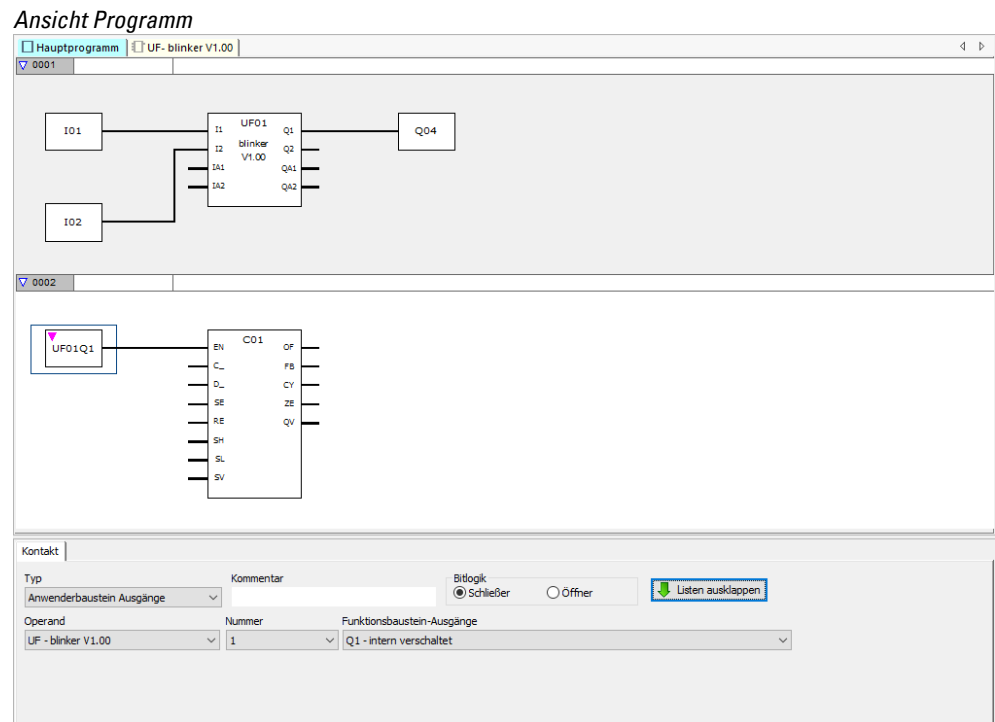 Ansicht Programm
Hauptprogramm UF- blinker V1.00
0001
I01
I02
UF01
blinker
V1.00
I1 Q1
I2 Q2
IA1 QA1
IA2 QA2
Q04
0002
UF01Q1
C01
EN OF
C_ FB
D_ CY
SE ZE
RE QV
SH
SL
SV
Kontakt
Typ Kommentar Bitlogik
Anwenderbaustein Ausgänge Schließer Öffner Listen ausklappen
Operand Nummer Funktionsbaustein-Ausgänge
UF - blinker V1.00 1 Q1 - intern verschaltet